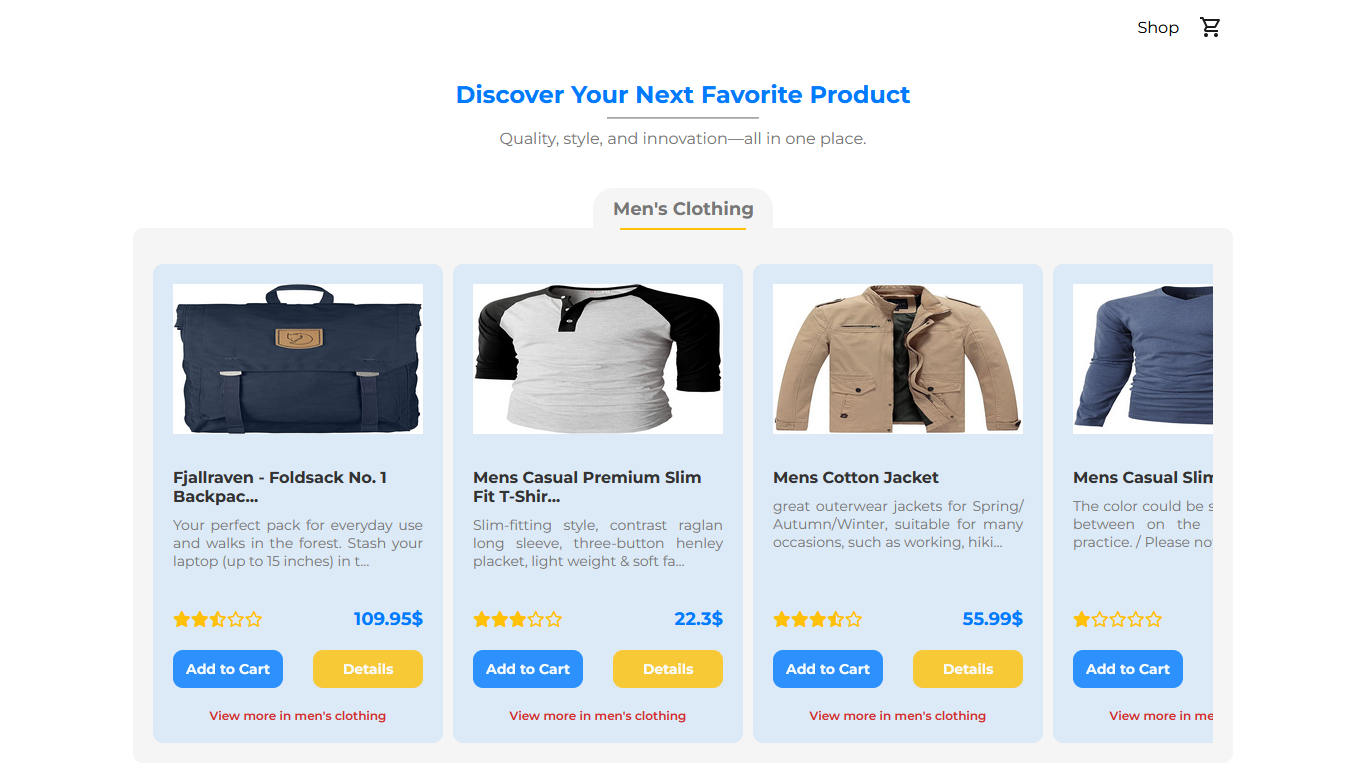 Shop
Discover Your Next Favorite Product
Quality, style, and innovation—all in one place.
Men's Clothing
Fjallraven - Foldsack No. 1
Backpac...
Your perfect pack for everyday use
and walks in the forest. Stash your
laptop (up to 15 inches) in t...
109.95$
Add to Cart
Details
View more in men's clothing
Mens Casual Premium Slim
Fit T-Shir...
Slim-fitting style, contrast raglan
long sleeve, three-button henley
placket, light weight & soft fa...
22.3$
Add to Cart
Details
View more in men's clothing
Mens Cotton Jacket
great outerwear jackets for Spring/
Autumn/Winter, suitable for many
occasions, such as working, hiki...
55.99$
Add to Cart
Details
View more in men's clothing
Mens Casual Slim
The color could be
between on the
practice. / Please
Add to Cart
View more in